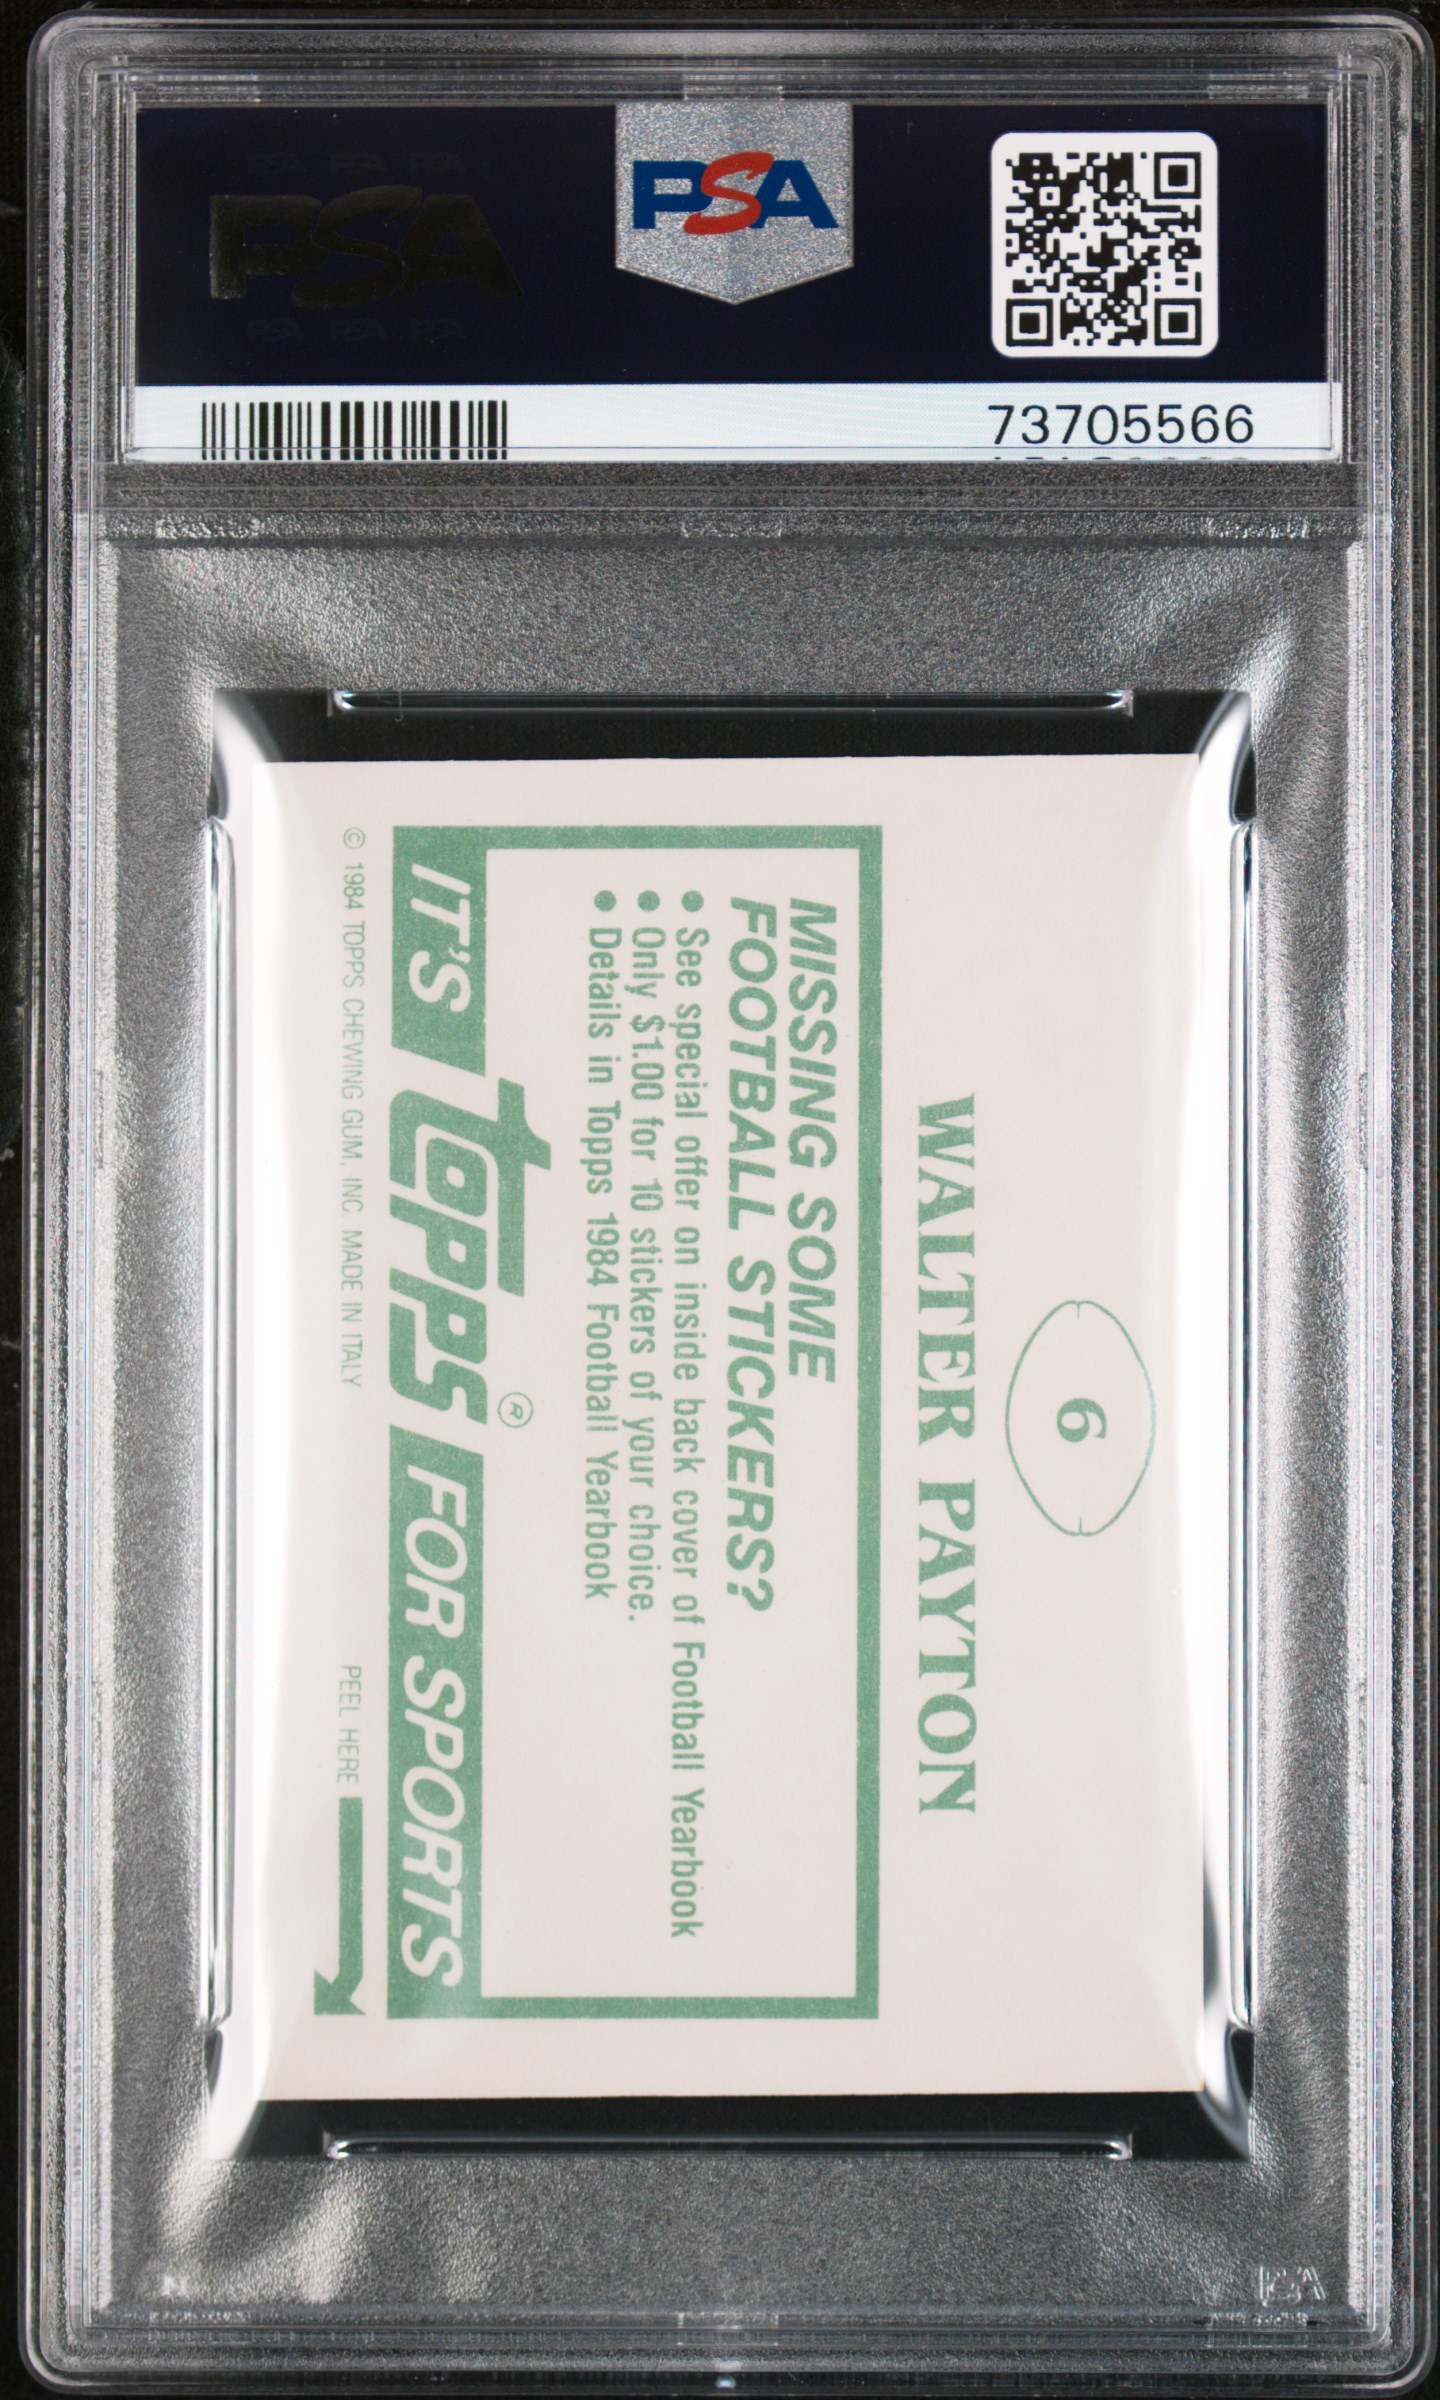 PSA
PSA
73705566
6
WALTER PAYTON
MISSING SOME
FOOTBALL STICKERS?
● See special offer on inside back cover of Football Yearbook
● Only $1.00 for 10 stickers of your choice.
● Details in Topps 1984 Football Yearbook
IT'S TOPPS® FOR SPORTS
© 1984 TOPPS CHEWING GUM, INC. MADE IN ITALY
PEEL HERE
PSA